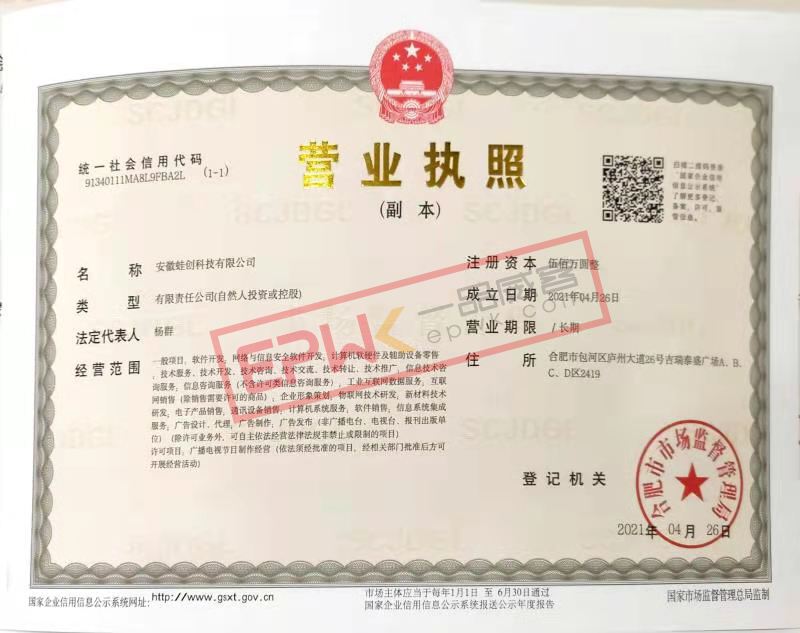 统一社会信用代码
91340111MA8L9FBA2L (1-1)
营业执照
(副 本)
扫描二维码登录
"国家企业信用
信息公示系统"
了解更多登记、
备案、许可、监
管信息。
名 称 安徽蛙创科技有限公司
类 型 有限责任公司(自然人投资或控股)
法定代表人 杨群
经营范围 一般项目:软件开发;网络与信息安全软件开发;计算机软硬件及辅助设备零售
;技术服务、技术开发、技术咨询、技术交流、技术转让、技术推广;信息技术咨
询服务;信息咨询服务(不含许可类信息咨询服务);工业互联网数据服务;互联
网销售(除销售需要许可的商品);企业形象策划;物联网技术研发;新材料技术
研发;电子产品销售;通讯设备销售;计算机系统服务;软件销售;信息系统集成
服务;广告设计、代理;广告制作;广告发布(非广播电台、电视台、报刊出版单
位)(除许可业务外,可自主依法经营法律法规非禁止或限制的项目)
许可项目:广播电视节目制作经营(依法须经批准的项目,经相关部门批准后方可
开展经营活动)
注册资本 伍佰万圆整
成立日期 2021年04月26日
营业期限 /长期
住 所 合肥市包河区庐州大道26号吉瑞泰盛广场A、B、
C、D区2419
EPWK 一品威客
epwk.com
登记机关
合肥市市场监督管理局
2021年 04月 26日
国家企业信用信息公示系统网址:http://www.gsxt.gov.cn
市场主体应当于每年1月1日 至 6月30日通过
国家企业信用信息公示系统报送公示年度报告
国家市场监督管理总局监制